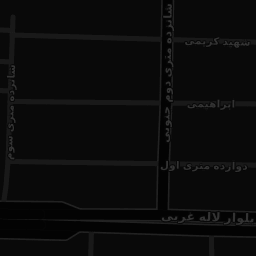 شانزده متری دوم جنوبی
شهید کریمی
شانزده متری سوم
ابراهیمی
دوازده متری اول
بلوار لاله غربی